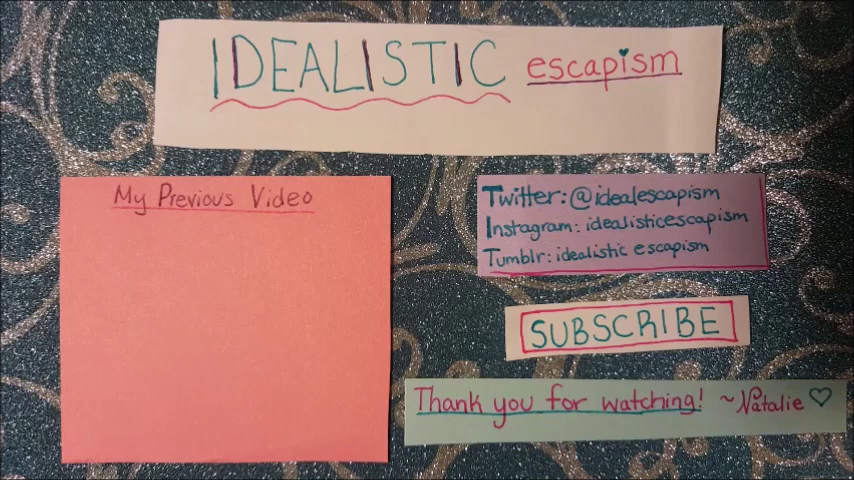 IDEALISTIC escapism
My Previous Video
Twitter: @idealescapism
Instagram: idealisticescapism
Tumblr: idealistic escapism
SUBSCRIBE
Thank you for watching! ~Natalie ♡